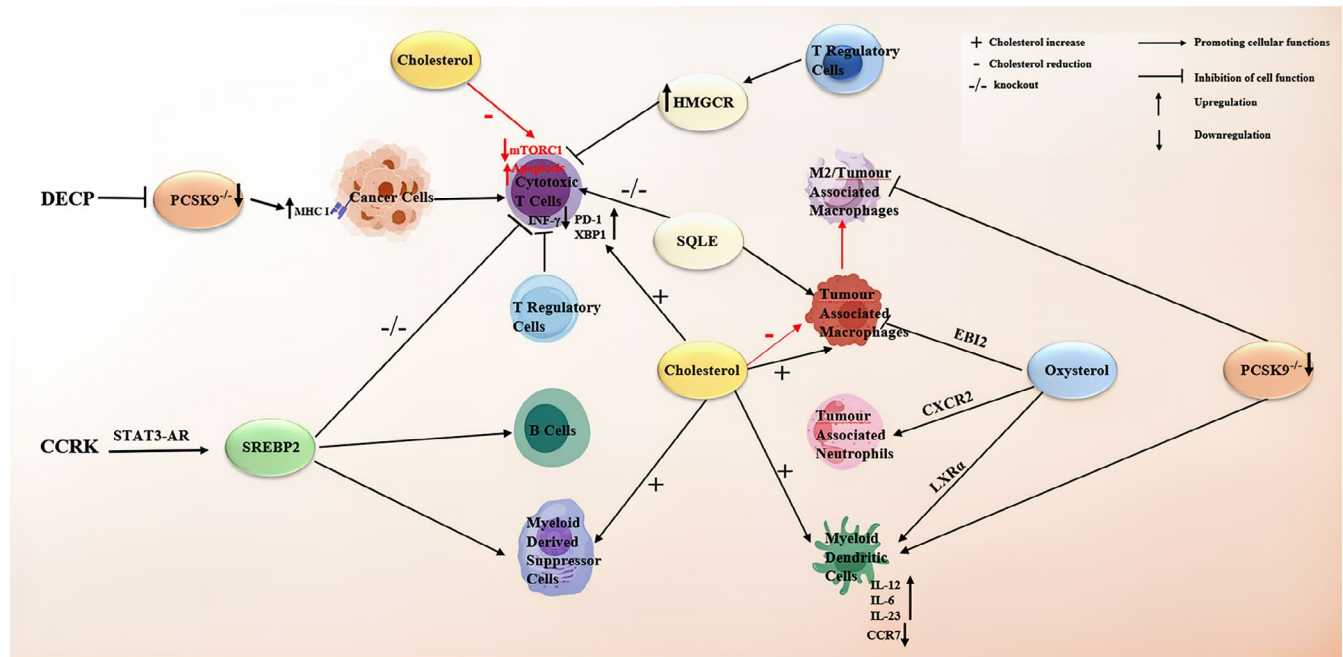 Cholesterol
-
mTORC1
Apoptosis
Cytotoxic
T Cells
INF-γ
PD-1
XBP1
HMGCR
T Regulatory
Cells
+ Cholesterol increase
- Cholesterol reduction
-/- knockout
Promoting cellular functions
Inhibition of cell function
Upregulation
Downregulation
DECP
PCSK9-/-
MHC I
Cancer Cells
-/-
SQLE
M2/Tumour
Associated
Macrophages
T Regulatory
Cells
-/-
+
Cholesterol
-
+
Tumour
Associated
Macrophages
EBI2
Oxysterol
PCSK9-/-
CXCR2
LXRα
Tumour
Associated
Neutrophils
CCRK
STAT3-AR
SREBP2
B Cells
+
+
Myeloid
Derived
Suppressor
Cells
Myeloid
Dendritic
Cells
IL-12
IL-6
IL-23
CCR7